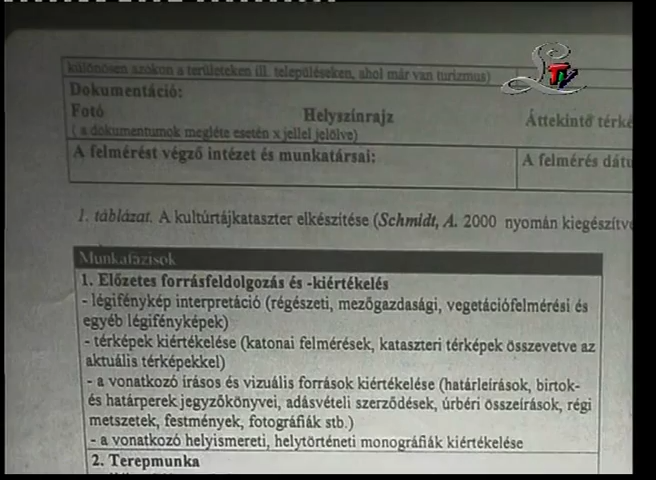 különösen azokon a területeken ill. településeken, ahol már van turizmus)
Dokumentáció:
Fotó Helyszínrajz Áttekintő térké
( a dokumentumok megléte esetén x jellel jelölve)
A felmérést végző intézet és munkatársai: A felmérés dátu
1. táblázat. A kultúrtájkataszter elkészítése (Schmidt, A. 2000 nyomán kiegészítve
Munkafázisok
1. Előzetes forrásfeldolgozás és -kiértékelés
- légifénykép interpretáció (régészeti, mezőgazdasági, vegetációfelmérési és
egyéb légifényképek)
- térképek kiértékelése (katonai felmérések, kataszteri térképek összevetve az
aktuális térképekkel)
- a vonatkozó írásos és vizuális források kiértékelése (határleírások, birtok-
és határperek jegyzőkönyvei, adásvételi szerződések, úrbéri összeírások, régi
metszetek, festmények, fotográfiák stb.)
- a vonatkozó helyismereti, helytörténeti monográfiák kiértékelése
2. Terepmunka
LTV